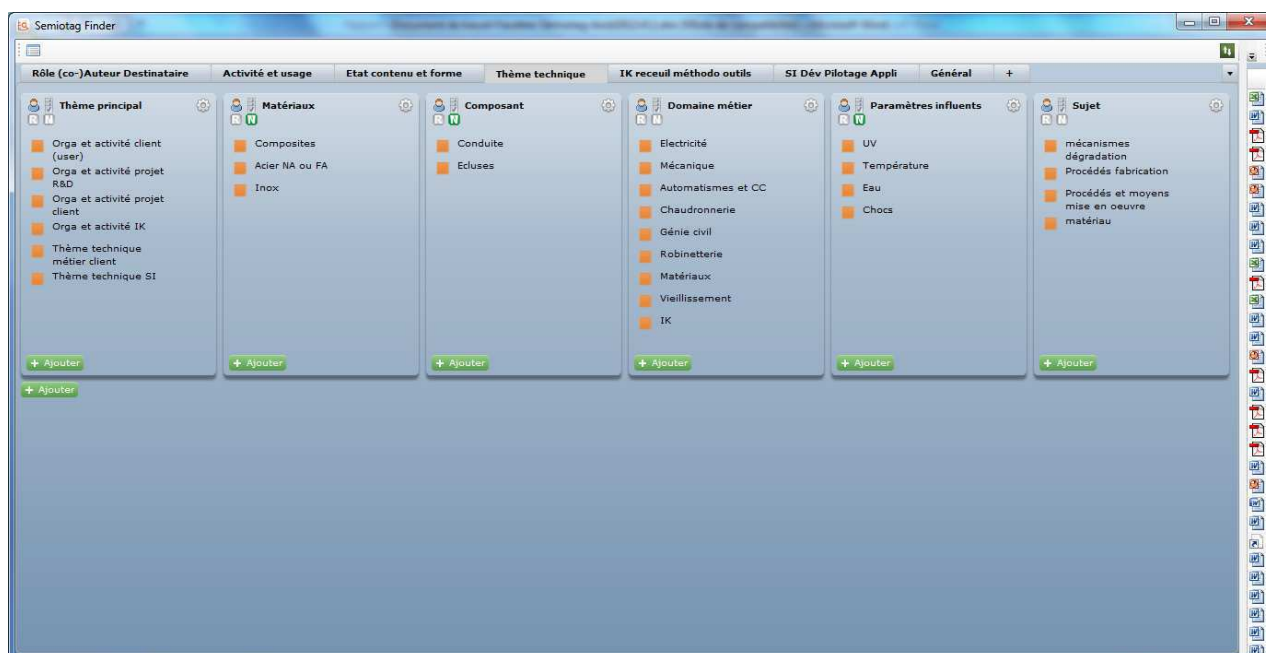 Semiotag Finder
Rôle (co-)Auteur Destinataire
Activité et usage
Etat contenu et forme
Thème technique
IK receuil méthodo outils
SI Dév Pilotage Appli
Général
+
Thème principal
R N
Orga et activité client
(user)
Orga et activité projet
R&D
Orga et activité projet
client
Orga et activité IK
Thème technique
métier client
Thème technique SI
+ Ajouter
Matériaux
R N
Composites
Acier NA ou FA
Inox
+ Ajouter
Composant
R N
Conduite
Ecluses
+ Ajouter
Domaine métier
R N
Electricité
Mécanique
Automatismes et CC
Chaudronnerie
Génie civil
Robinetterie
Matériaux
Vieillissement
IK
+ Ajouter
Paramètres influents
R N
UV
Température
Eau
Chocs
+ Ajouter
Sujet
R N
mécanismes
dégradation
Procédés fabrication
Procédés et moyens
mise en oeuvre
matériau
+ Ajouter
+ Ajouter